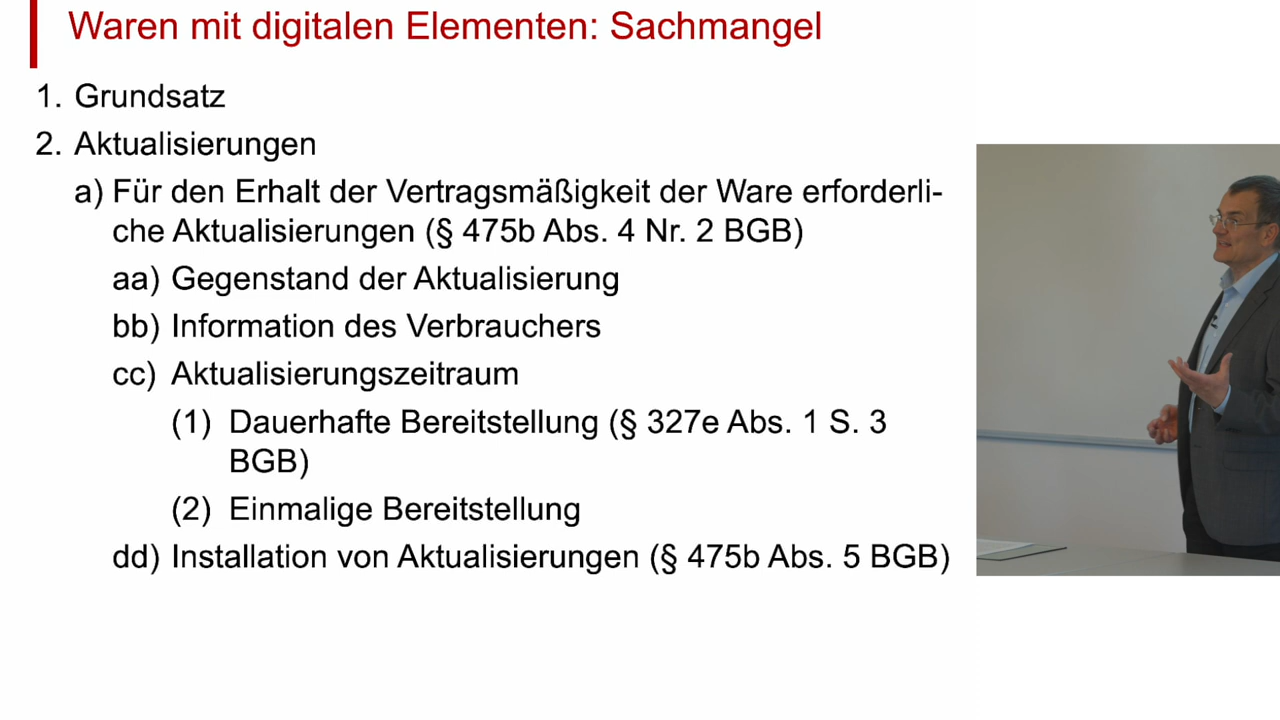 Waren mit digitalen Elementen: Sachmangel
1. Grundsatz
2. Aktualisierungen
a) Für den Erhalt der Vertragsmäßigkeit der Ware erforderli-
che Aktualisierungen (§ 475b Abs. 4 Nr. 2 BGB)
aa) Gegenstand der Aktualisierung
bb) Information des Verbrauchers
cc) Aktualisierungszeitraum
(1) Dauerhafte Bereitstellung (§ 327e Abs. 1 S. 3
BGB)
(2) Einmalige Bereitstellung
dd) Installation von Aktualisierungen (§ 475b Abs. 5 BGB)